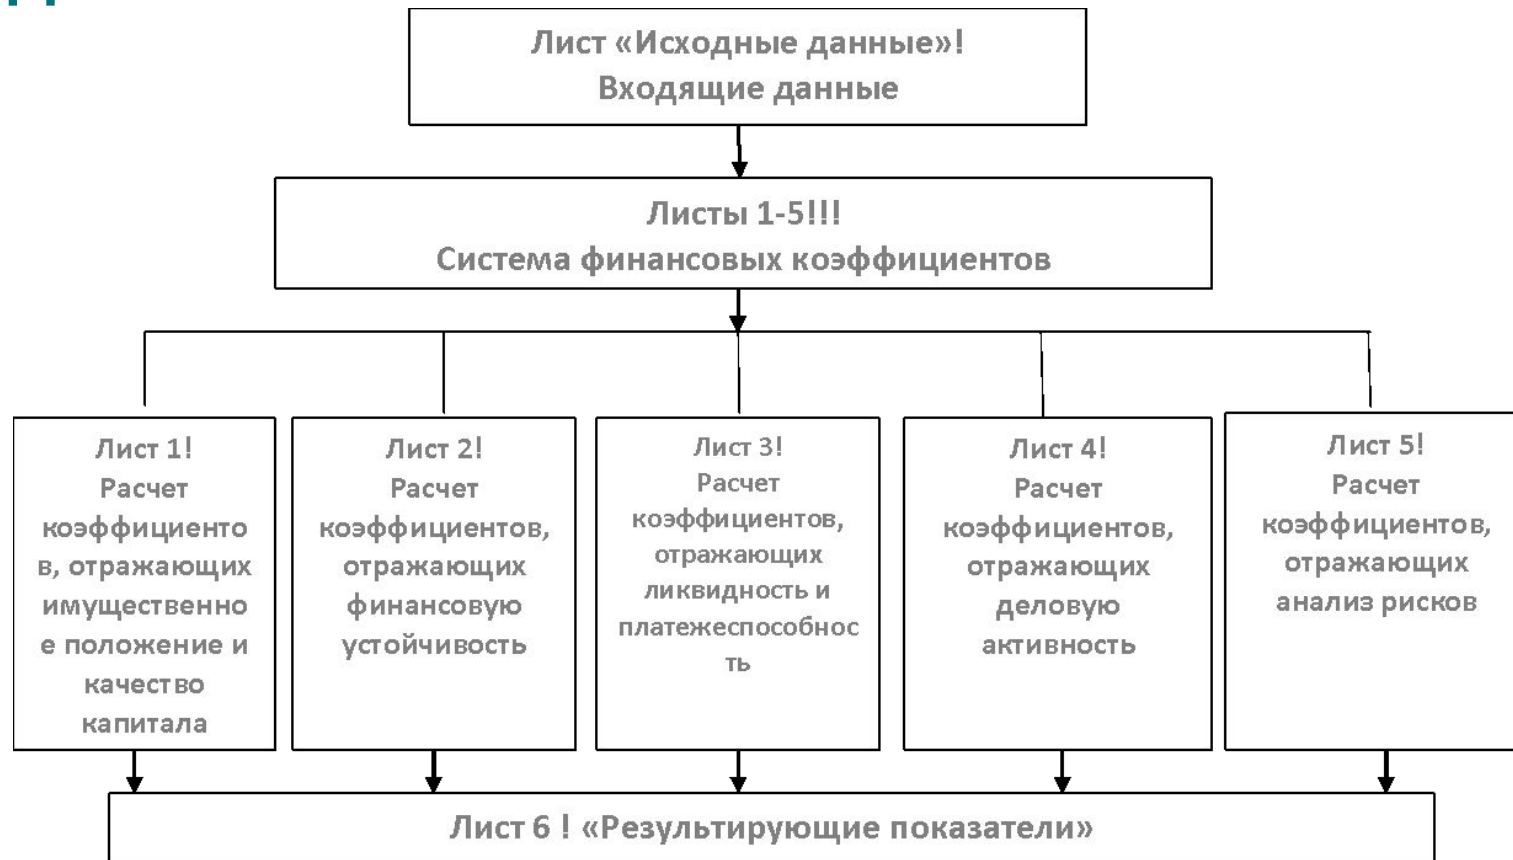 Лист «Исходные данные»!
Входящие данные
Листы 1-5!!!
Система финансовых коэффициентов
Лист 1!
Расчет
коэффициенто
в, отражающих
имущественно
е положение и
качество
капитала
Лист 2!
Расчет
коэффициентов,
отражающих
финансовую
устойчивость
Лист 3!
Расчет
коэффициентов,
отражающих
ликвидность и
платежеспособнос
ть
Лист 4!
Расчет
коэффициентов,
отражающих
деловую
активность
Лист 5!
Расчет
коэффициентов,
отражающих
анализ рисков
Лист 6 ! «Результирующие показатели»